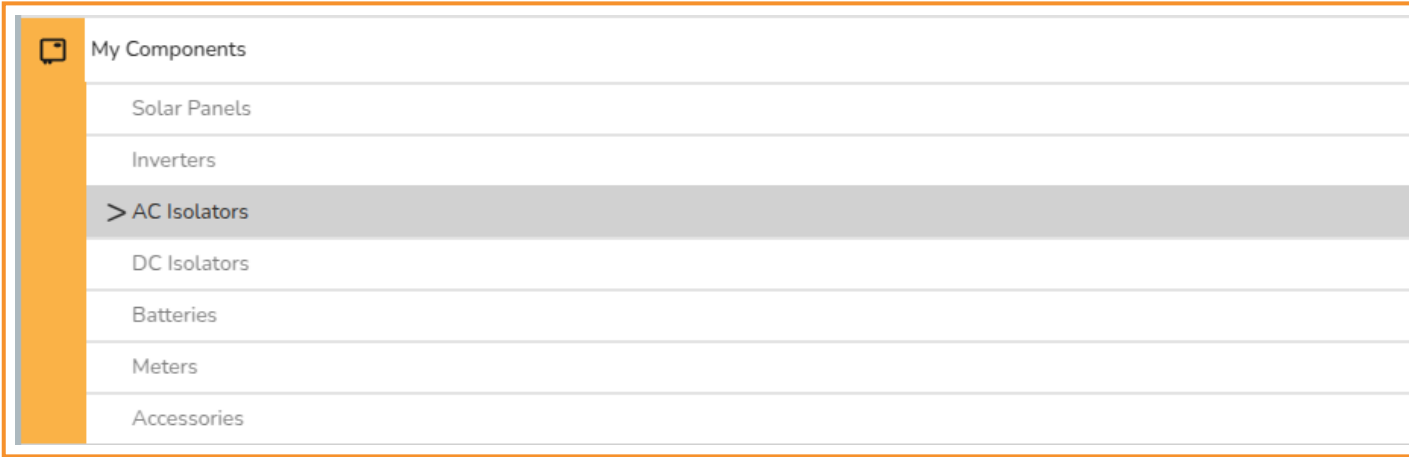 My Components
Solar Panels
Inverters
> AC Isolators
DC Isolators
Batteries
Meters
Accessories